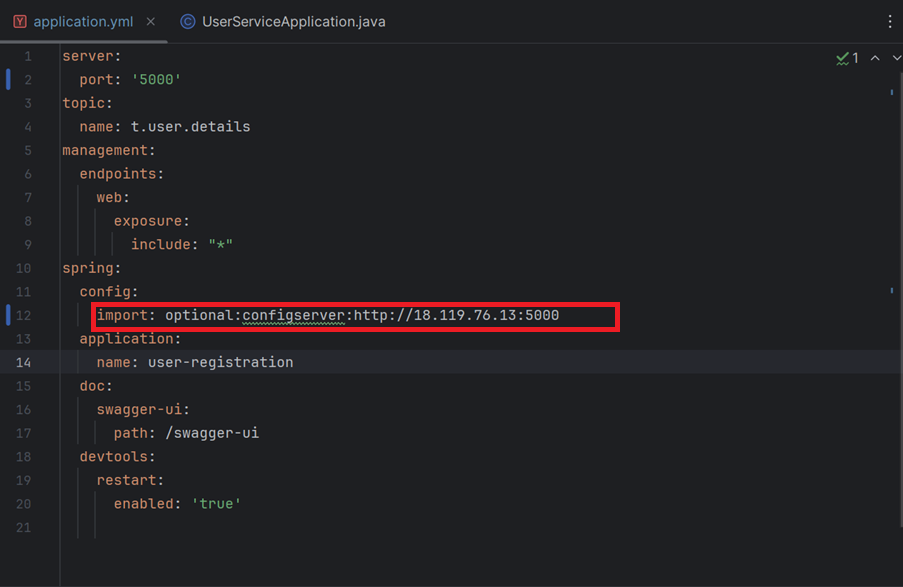 application.yml UserServiceApplication.java
1 server: 1
2 port: '5000'
3 topic:
4 name: t.user.details
5 management:
6 endpoints:
7 web:
8 exposure:
9 include: "*"
10 spring:
11 config:
12 import: optional:configserver:http://18.119.76.13:5000
13 application:
14 name: user-registration
15 doc:
16 swagger-ui:
17 path: /swagger-ui
18 devtools:
19 restart:
20 enabled: 'true'
21